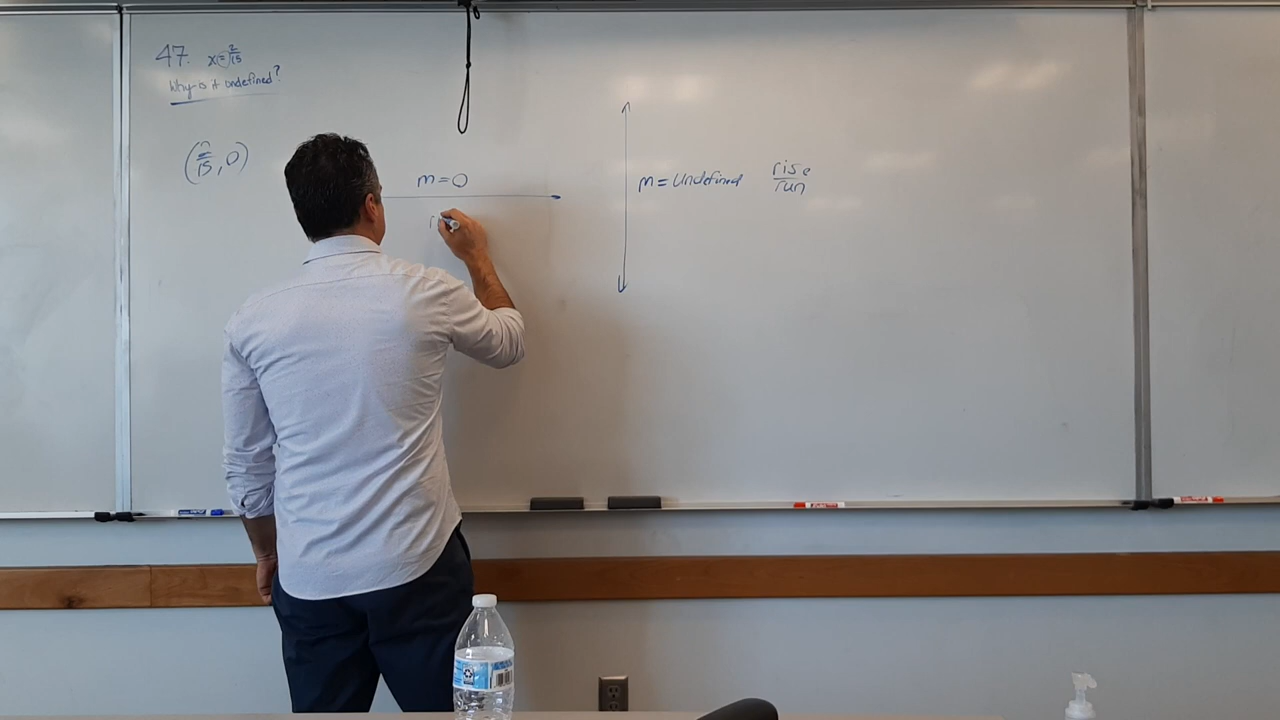 47. x = 2/15
Why is it undefined?
(2/15, 0)
m = 0
m = Undefined rise/run